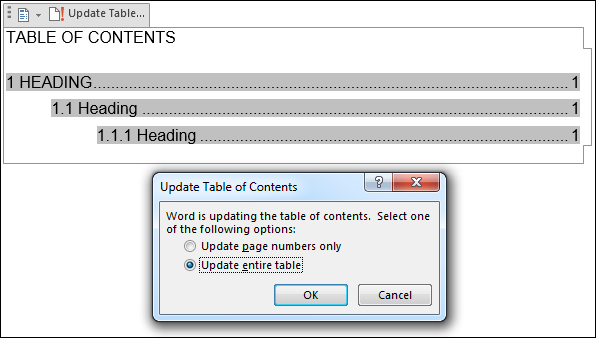 Update Table...
TABLE OF CONTENTS
1 HEADING........................................................................................................ 1
1.1 Heading ................................................................................................ 1
1.1.1 Heading .................................................................................... 1
Update Table of Contents
?
Word is updating the table of contents. Select one
of the following options:
Update page numbers only
Update entire table
OK
Cancel